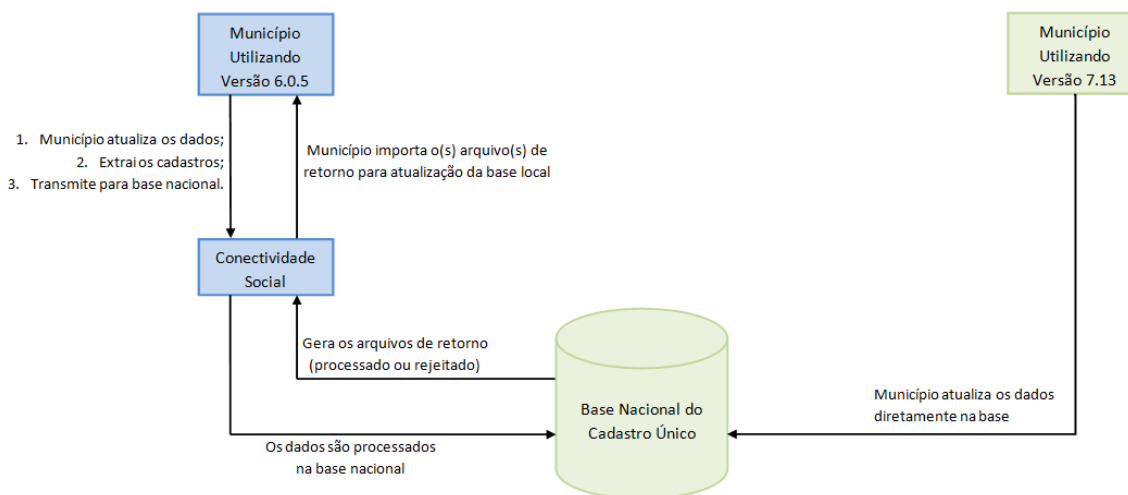 Município
Utilizando
Versão 6.0.5
Município
Utilizando
Versão 7.13
1. Município atualiza os dados;
2. Extrai os cadastros;
3. Transmite para base nacional.
Município importa o(s) arquivo(s) de
retorno para atualização da base local
Conectividade
Social
Gera os arquivos de retorno
(processado ou rejeitado)
Base Nacional do
Cadastro Único
Município atualiza os dados
diretamente na base
Os dados são processados
na base nacional